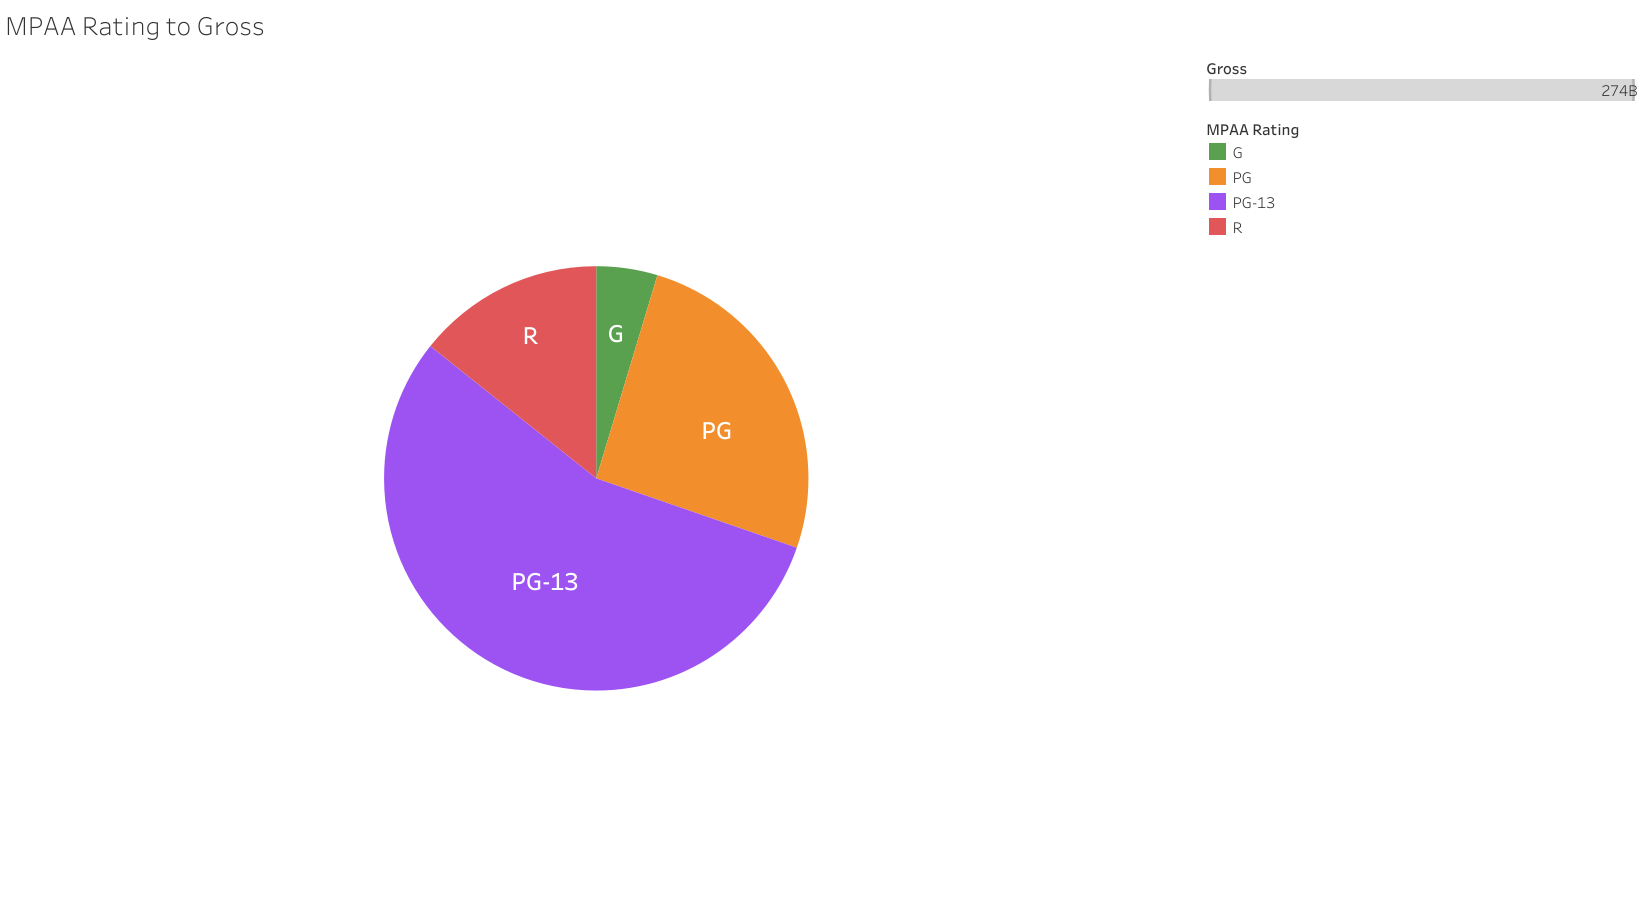 MPAA Rating to Gross
Gross
274B
MPAA Rating
G
PG
PG-13
R
R
G
PG
PG-13